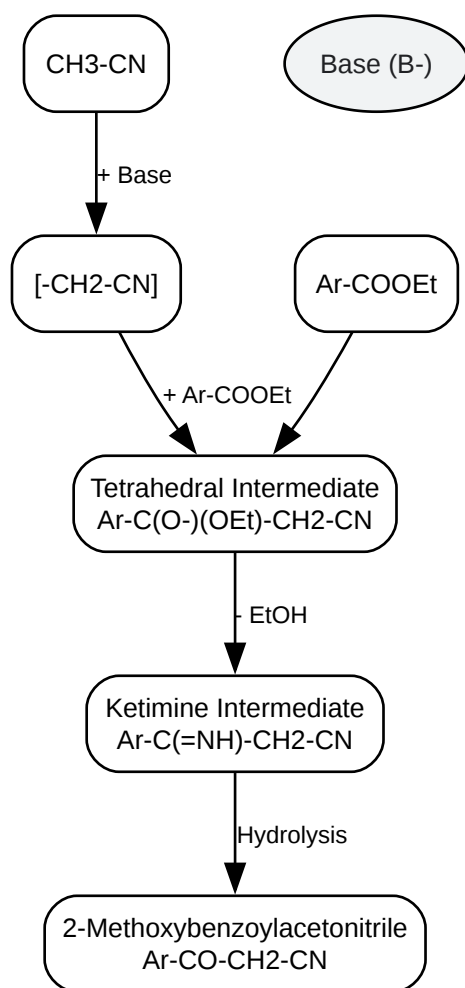 CH3-CN
Base (B-)
+ Base
[-CH2-CN]
Ar-COOEt
+ Ar-COOEt
Tetrahedral Intermediate
Ar-C(O-)(OEt)-CH2-CN
- EtOH
Ketimine Intermediate
Ar-C(=NH)-CH2-CN
Hydrolysis
2-Methoxybenzoylacetonitrile
Ar-CO-CH2-CN